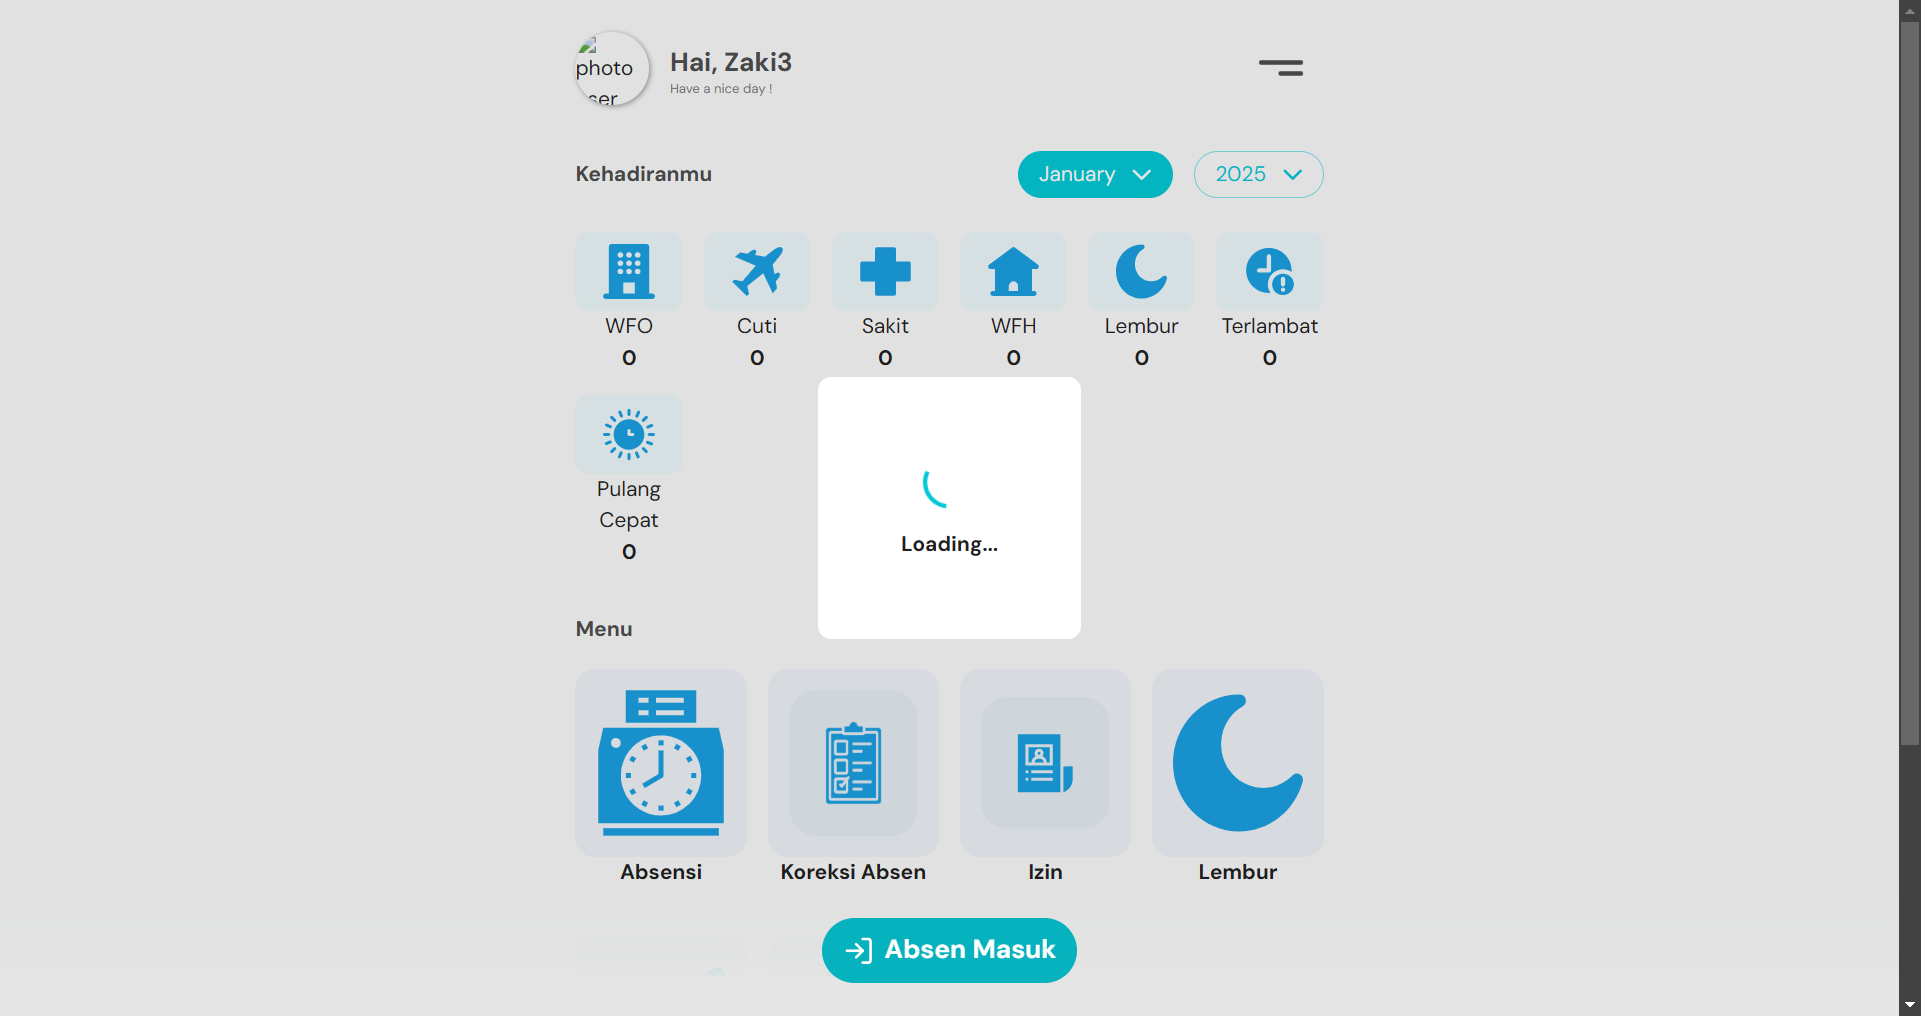 photo
ser
Hai, Zaki3
Have a nice day !
Kehadiranmu
January
2025
WFO
0
Cuti
0
Sakit
0
WFH
0
Lembur
0
Terlambat
0
Pulang
Cepat
0
Loading...
Menu
Absensi
Koreksi Absen
Izin
Lembur
Absen Masuk